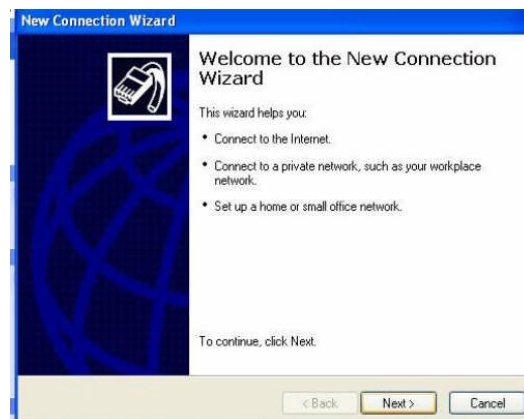 New Connection Wizard
Welcome to the New Connection
Wizard
This wizard helps you:
• Connect to the Internet.
• Connect to a private network, such as your workplace
network.
• Set up a home or small office network.
To continue, click Next.
< Back Next > Cancel